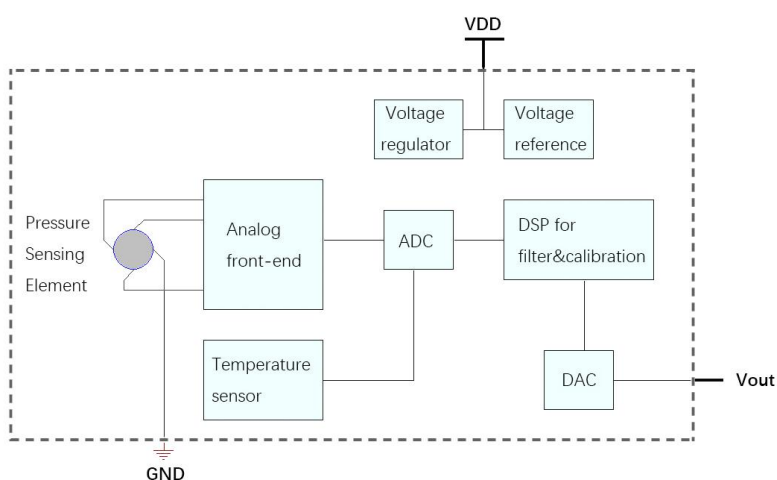 VDD
Voltage
regulator
Voltage
reference
Pressure
Sensing
Element
Analog
front-end
ADC
DSP for
filter&calibration
Temperature
sensor
DAC
Vout
GND